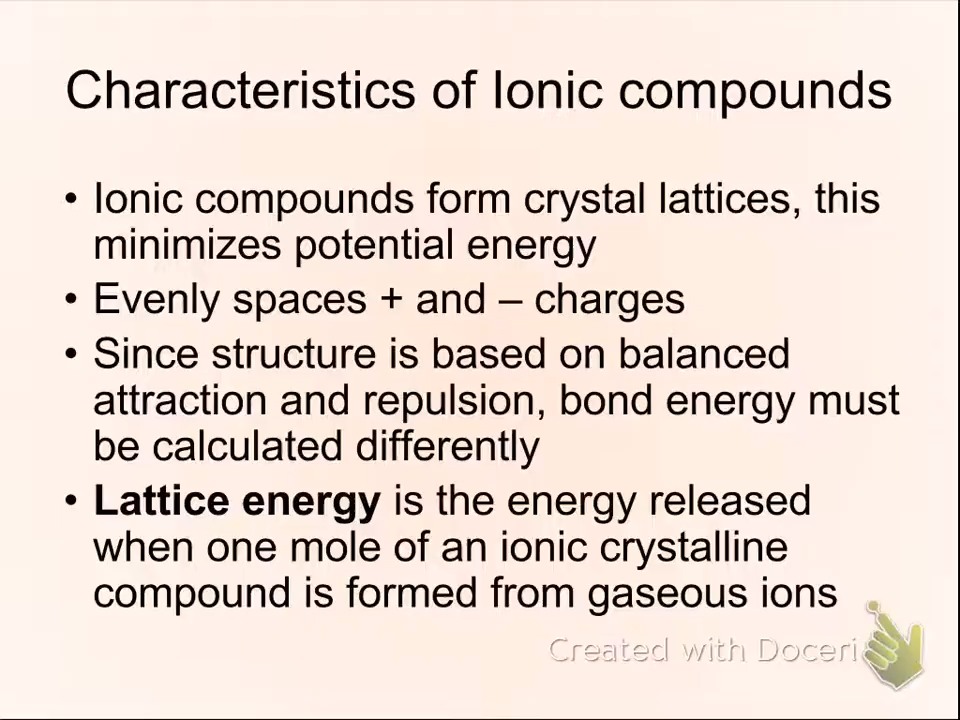 Characteristics of Ionic compounds
• Ionic compounds form crystal lattices, this
minimizes potential energy
• Evenly spaces + and – charges
• Since structure is based on balanced
attraction and repulsion, bond energy must
be calculated differently
• Lattice energy is the energy released
when one mole of an ionic crystalline
compound is formed from gaseous ions
Created with Doceri